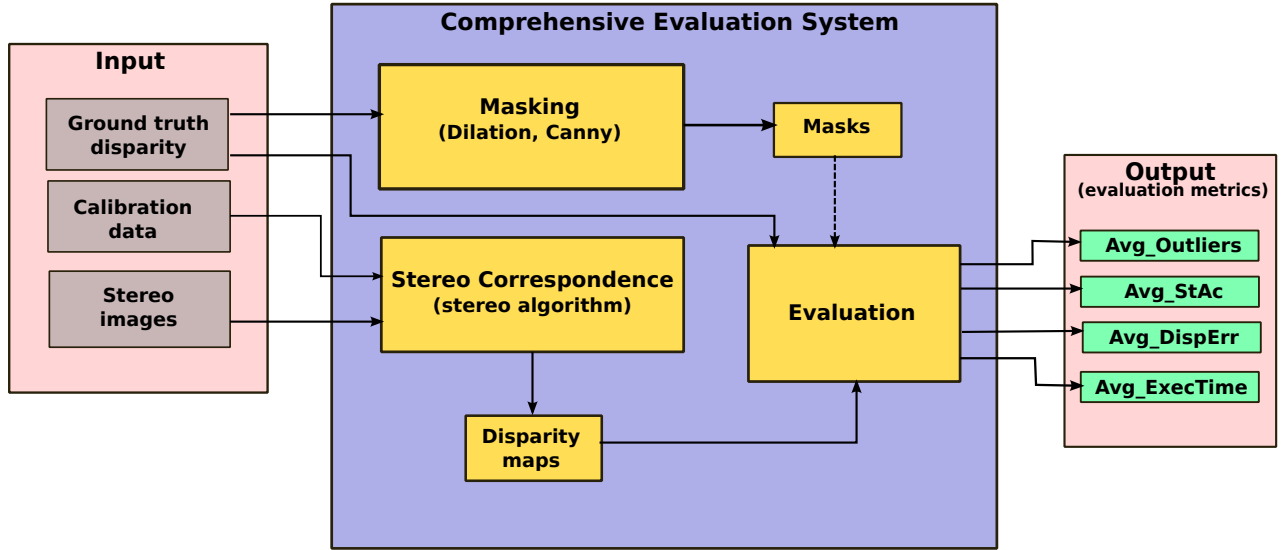 Comprehensive Evaluation System
Input
Ground truth
disparity
Calibration
data
Stereo
images
Masking
(Dilation, Canny)
Masks
Stereo Correspondence
(stereo algorithm)
Disparity
maps
Evaluation
Output
(evaluation metrics)
Avg_Outliers
Avg_StAc
Avg_DispErr
Avg_ExecTime